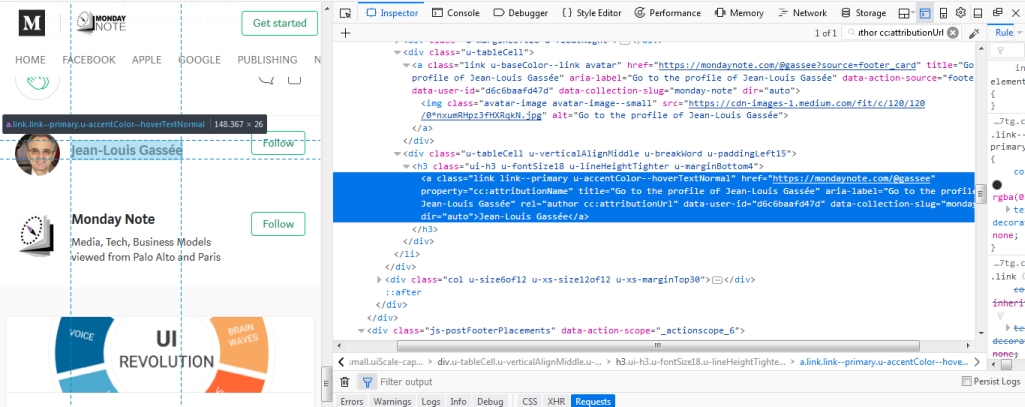 M MONDAY NOTE Get started
HOME FACEBOOK APPLE GOOGLE PUBLISHING N
a.link.link--primary.u-accentColor--hoverTextNormal 148.367 × 26
Jean-Louis Gassée Follow
Monday Note Follow
Media, Tech, Business Models
viewed from Palo Alto and Paris
VOICE UI BRAIN WAVES
REVOLUTION
Inspector Console Debugger {} Style Editor Performance Memory Network Storage
+ 1 of 1 :hor cc:attributionUrl Rule
<div class="u-tableCell">
<a class="link u-baseColor--link avatar" href="https://mondaynote.com/@gassee?source=footer_card" title="Go
profile of Jean-Louis Gassée" aria-label="Go to the profile of Jean-Louis Gassée" data-action-source="foote
data-user-id="d6c6baafd47d" data-collection-slug="monday-note" dir="auto">
<img class="avatar-image avatar-image--small" src="https://cdn-images-1.medium.com/fit/c/120/120
/0*nxumRHpz3fHXRqkN.jpg" alt="Go to the profile of Jean-Louis Gassée">
</a>
</div>
<div class="u-tableCell u-verticalAlignMiddle u-breakWord u-paddingLeft15">
<h3 class="ui-h3 u-fontSize18 u-lineHeightTighter u-marginBottom4">
<a class="link link--primary u-accentColor--hoverTextNormal" href="https://mondaynote.com/@gassee"
property="cc:attributionName" title="Go to the profile of Jean-Louis Gassée" aria-label="Go to the profile
Jean-Louis Gassée" rel="author cc:attributionUrl" data-user-id="d6c6baafd47d" data-collection-slug="monday
dir="auto">Jean-Louis Gassée</a>
</h3>
</div>
</li>
</div>
<div class="col u-size6of12 u-xs-size12of12 u-xs-marginTop30"></div>
::after
</div>
</div>
<div class="js-postFooterPlacements" data-action-scope="_actionscope_6">
.mall.uiScale-cap... div.u-tableCell.u-verticalAlignMiddle.u-... h3.ui-h3.u-fontSize18.u-lineHeightTighte... a.link.link--primary.u-accentColor--hove...
Filter output Persist Logs
Errors Warnings Logs Info Debug CSS XHR Requests
in
element
{
}
...7tg.c
.link--
primary
{
co
rgba(0
te
decora
none;
}
...7tg.c
.link {
co
inherit
te
decora
none;